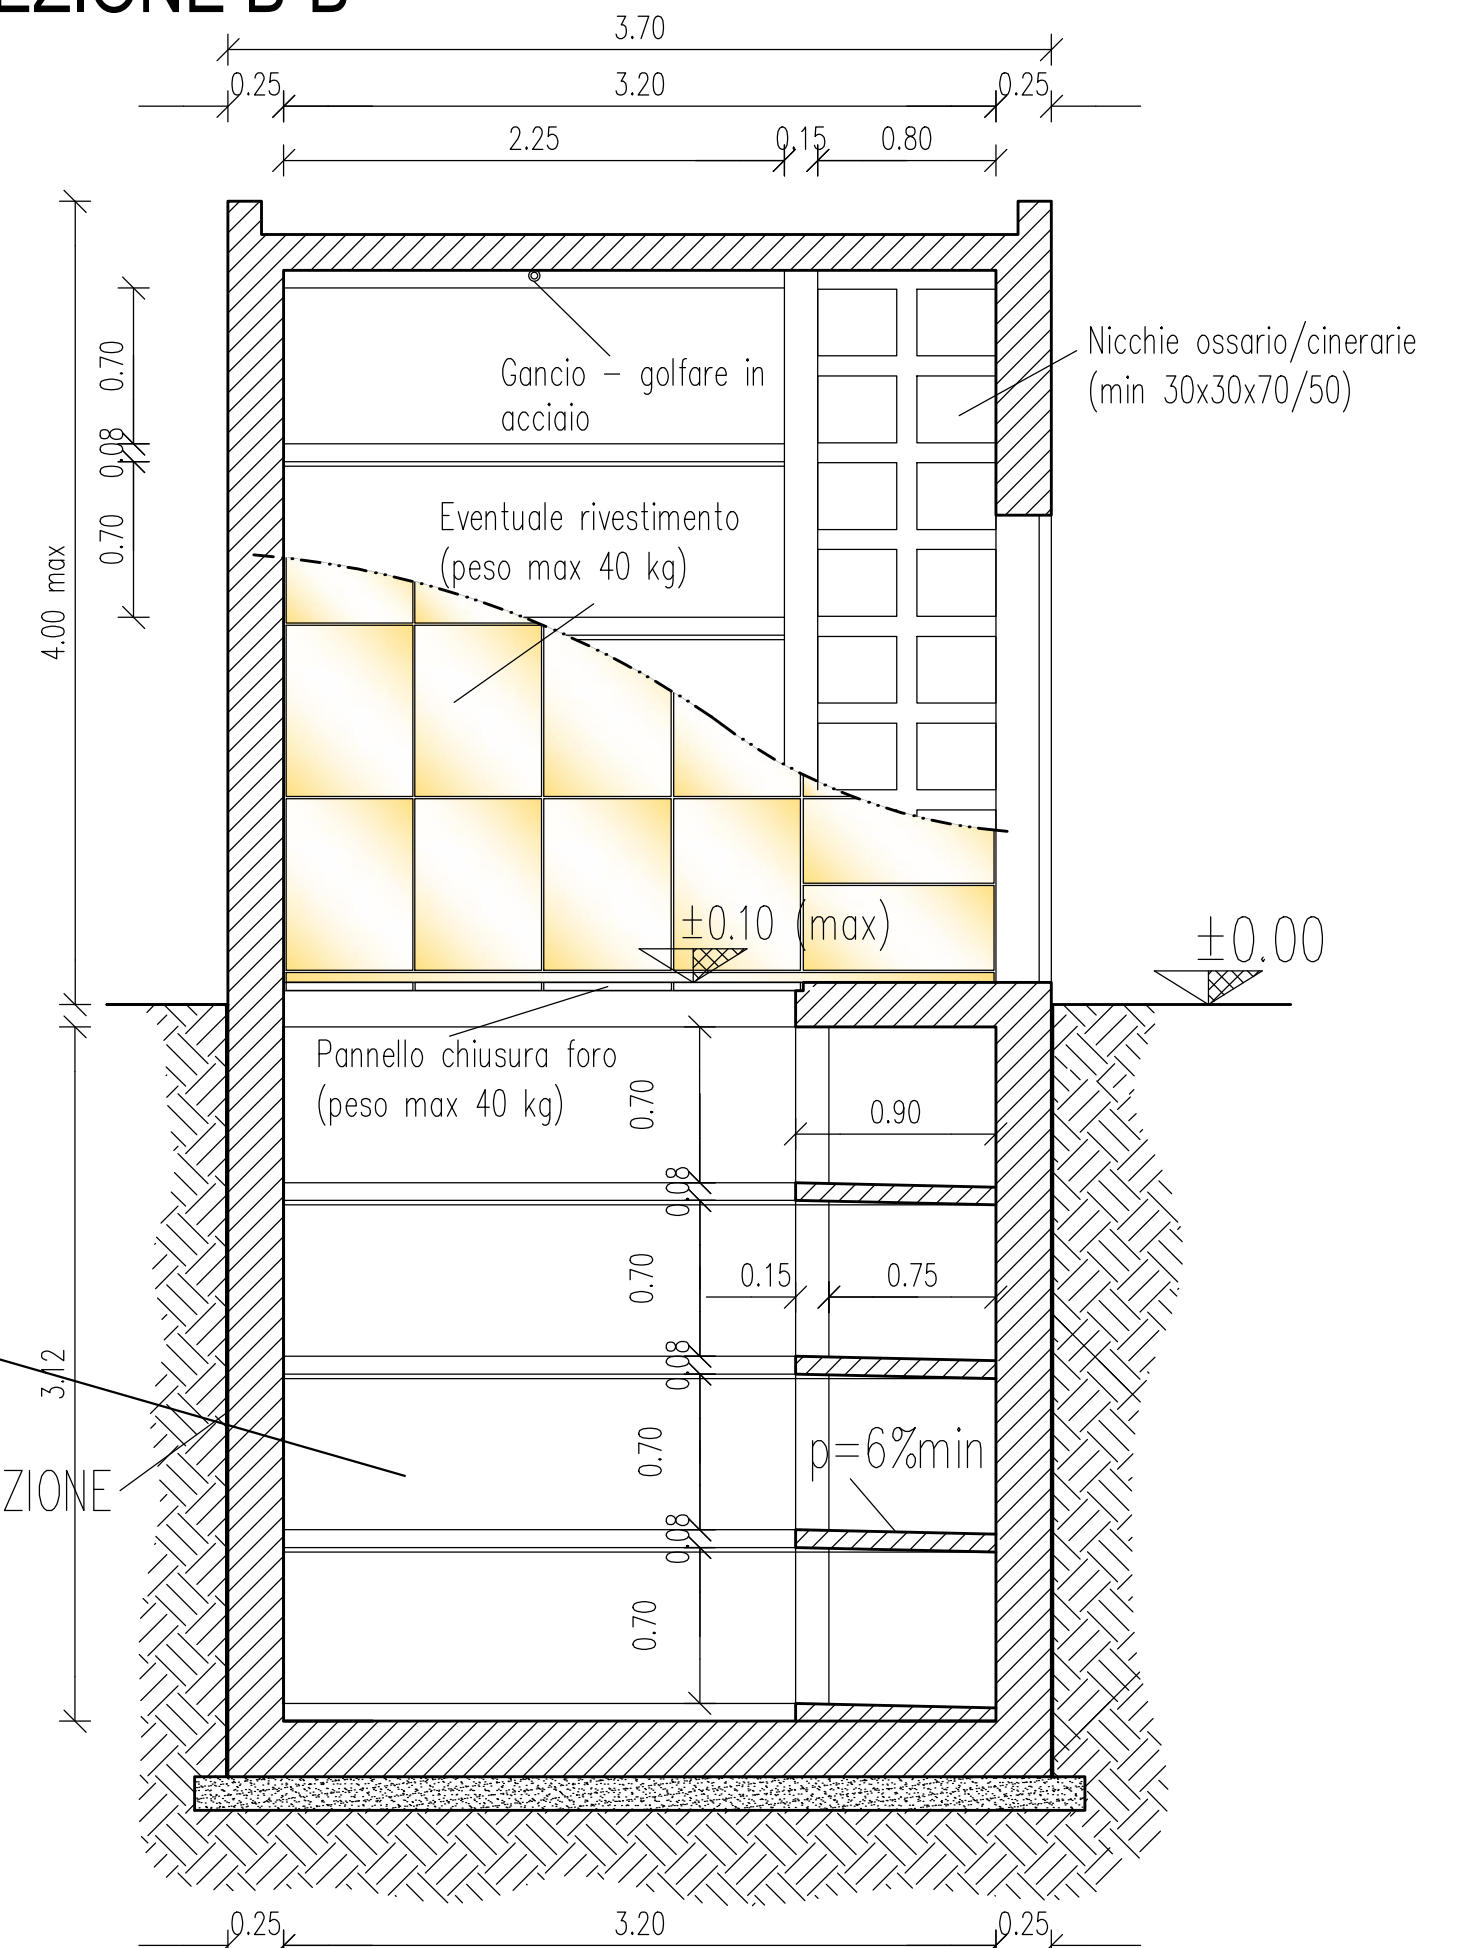 EZIONE B-B
3.70
0.25 3.20 0.25
2.25 0.15 0.80
Gancio - golfare in
acciaio
Nicchie ossario/cinerarie
(min 30x30x70/50)
0.70
0.08
0.70
4.00 max
Eventuale rivestimento
(peso max 40 kg)
±0.10 (max)
±0.00
Pannello chiusura foro
(peso max 40 kg)
0.70
0.90
0.08
0.70
0.15 0.75
0.08
3.12
0.70
p=6%min
ZIONE
0.08
0.70
0.25 3.20 0.25